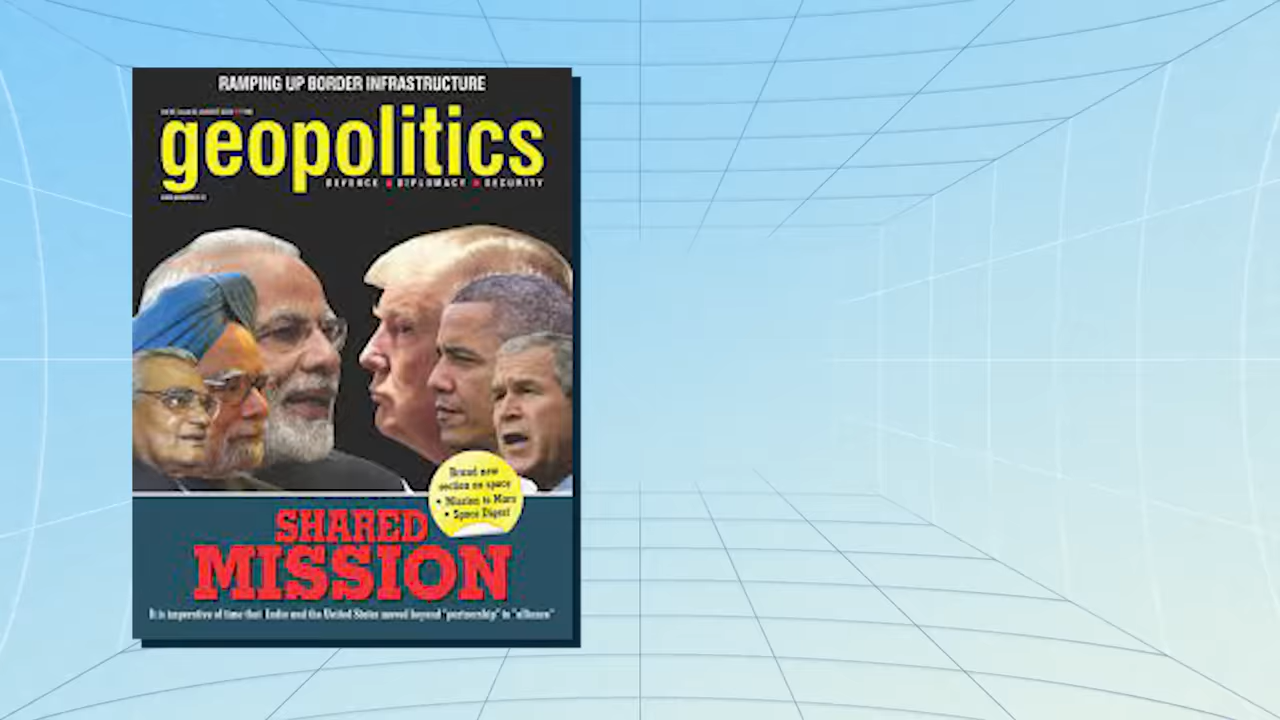 RAMPING UP BORDER INFRASTRUCTURE
geopolitics
DEFENCE DIPLOMACY SECURITY
Brand new
section on space
• Mission to Mars
• Space Digest
SHARED
MISSION
It is imperative of time that India and the United States moved beyond "partnership" to "alliance"